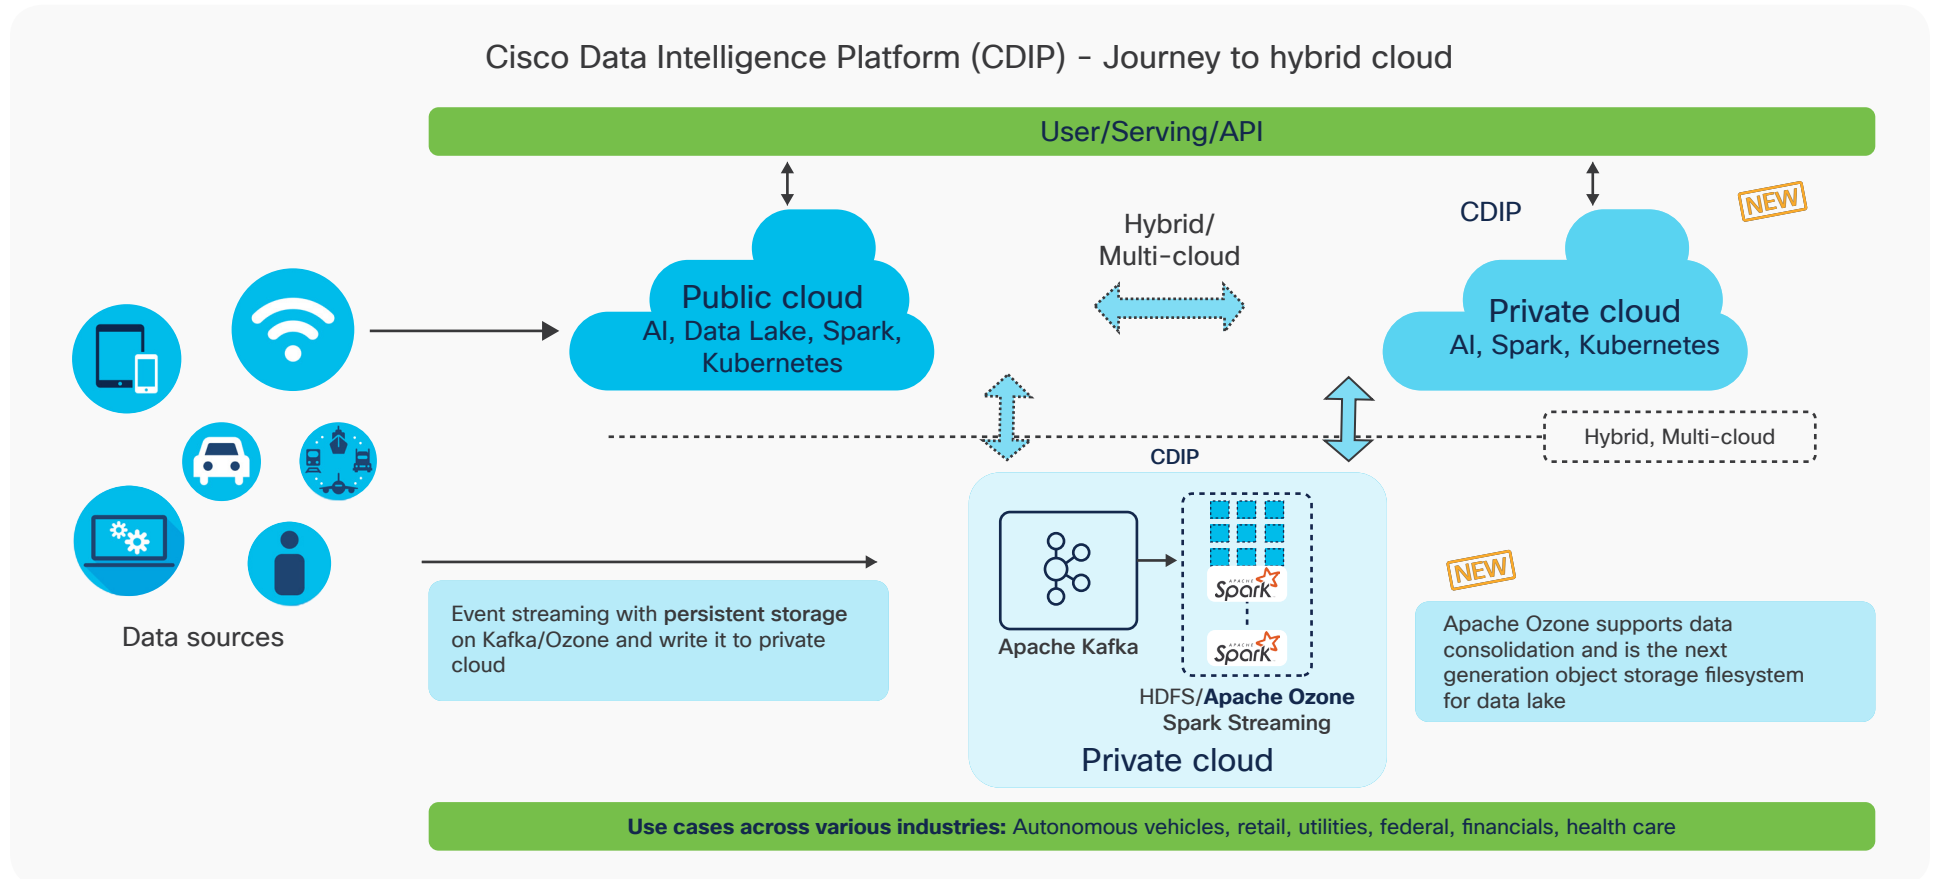 Cisco Data Intelligence Platform (CDIP) - Journey to hybrid cloud
User/Serving/API
NEW
CDIP
Hybrid/
Multi-cloud
Public cloud
AI, Data Lake, Spark,
Kubernetes
Private cloud
AI, Spark, Kubernetes
Hybrid, Multi-cloud
CDIP
Data sources
Event streaming with persistent storage
on Kafka/Ozone and write it to private
cloud
Apache Kafka
APACHE
Spark
APACHE
Spark
HDFS/Apache Ozone
Spark Streaming
Private cloud
NEW
Apache Ozone supports data
consolidation and is the next
generation object storage filesystem
for data lake
Use cases across various industries: Autonomous vehicles, retail, utilities, federal, financials, health care